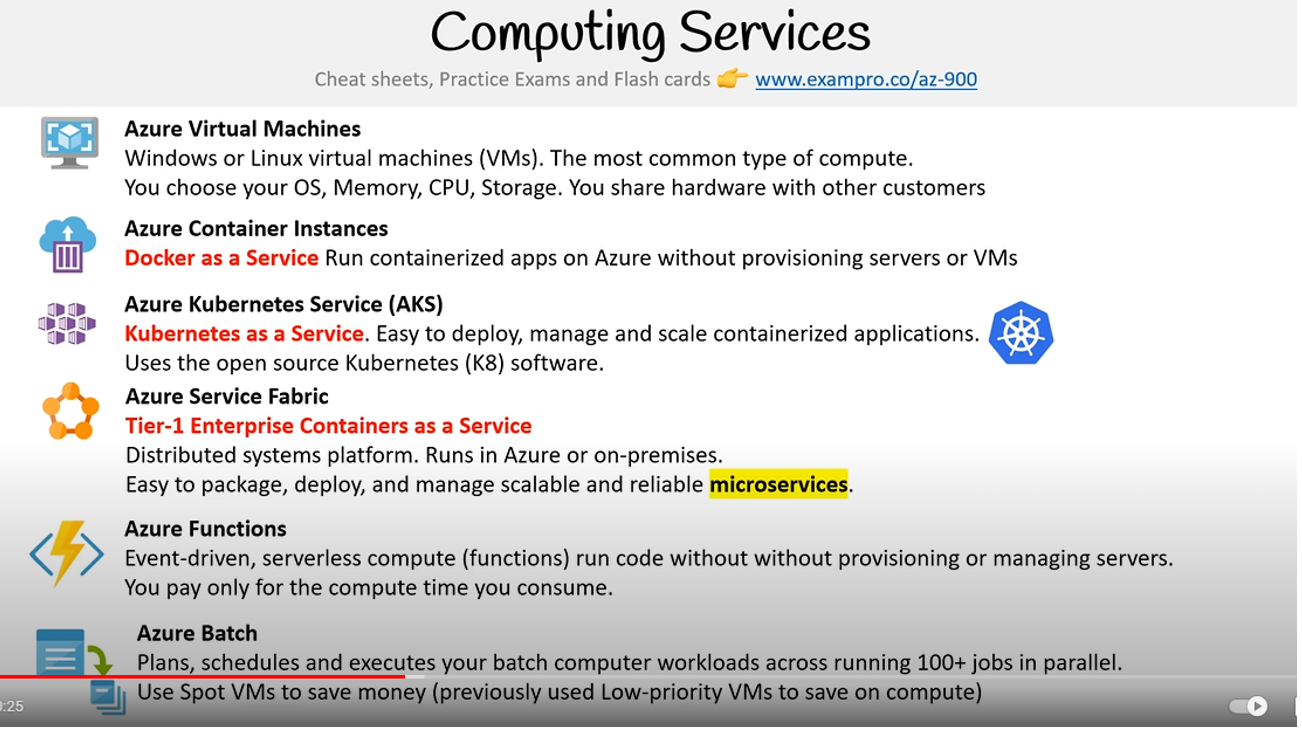 Computing Services
Cheat sheets, Practice Exams and Flash cards 👉 www.exampro.co/az-900
Azure Virtual Machines
Windows or Linux virtual machines (VMs). The most common type of compute.
You choose your OS, Memory, CPU, Storage. You share hardware with other customers
Azure Container Instances
Docker as a Service Run containerized apps on Azure without provisioning servers or VMs
Azure Kubernetes Service (AKS)
Kubernetes as a Service. Easy to deploy, manage and scale containerized applications.
Uses the open source Kubernetes (K8) software.
Azure Service Fabric
Tier-1 Enterprise Containers as a Service
Distributed systems platform. Runs in Azure or on-premises.
Easy to package, deploy, and manage scalable and reliable microservices.
Azure Functions
Event-driven, serverless compute (functions) run code without without provisioning or managing servers.
You pay only for the compute time you consume.
Azure Batch
Plans, schedules and executes your batch computer workloads across running 100+ jobs in parallel.
Use Spot VMs to save money (previously used Low-priority VMs to save on compute)
:25